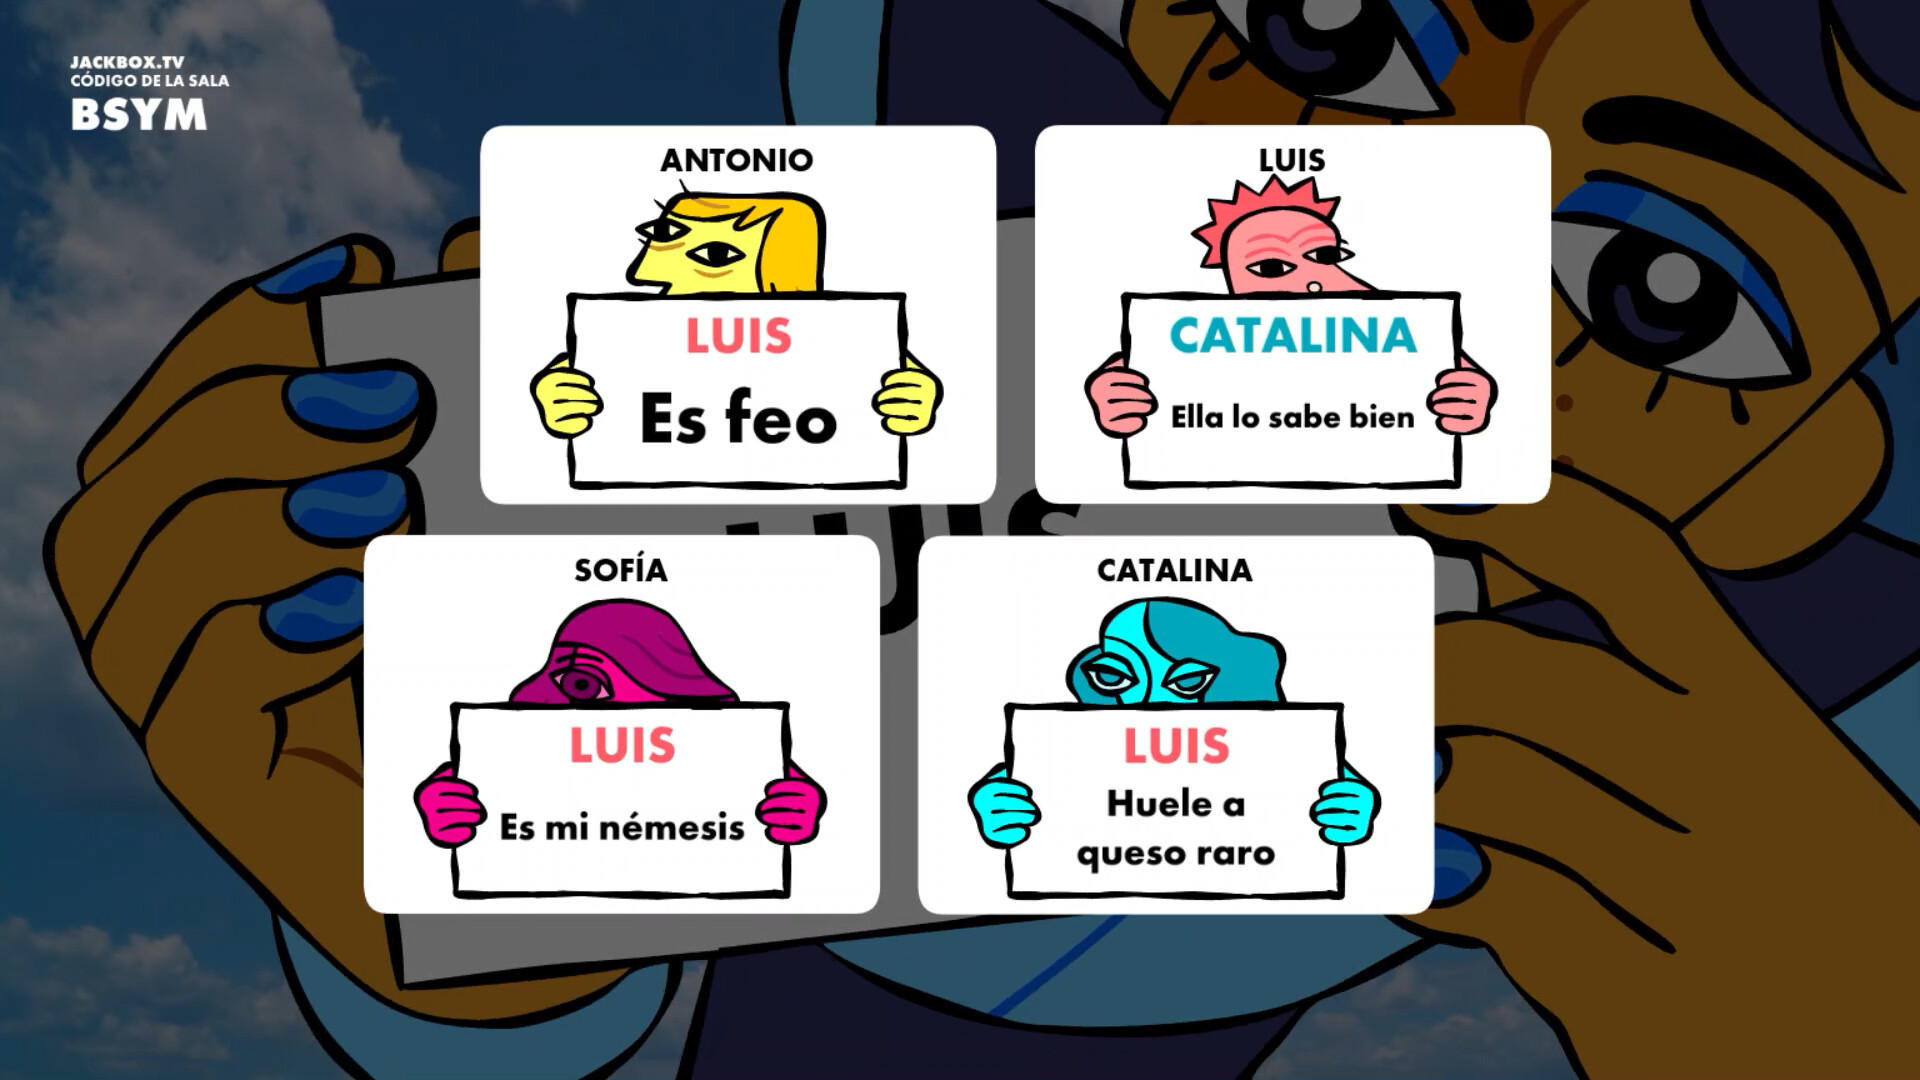 JACKBOX.TV
CÓDIGO DE LA SALA
BSYM
ANTONIO
LUIS
Es feo
LUIS
CATALINA
Ella lo sabe bien
LUIS
SOFÍA
LUIS
Es mi némesis
CATALINA
LUIS
Huele a
queso raro